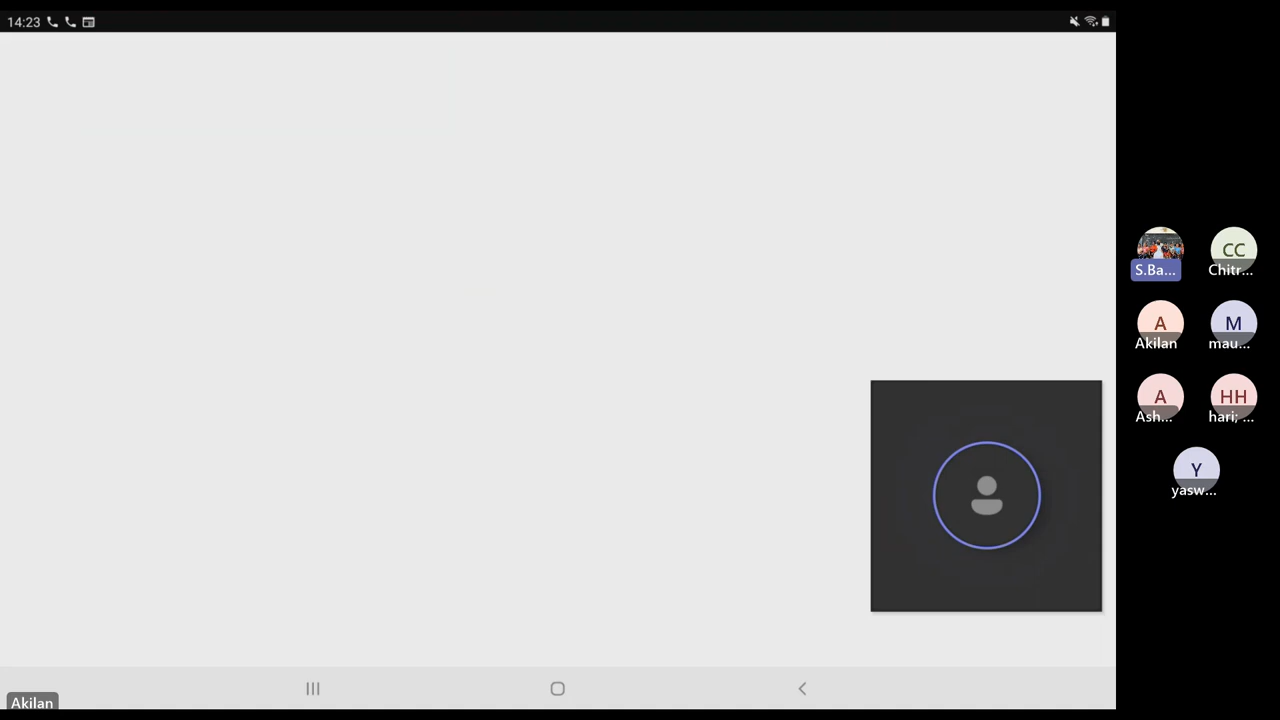 14:23
S.Ba...
CC
Chitr...
A
Akilan
M
mau...
A
Ash...
HH
hari; ...
Y
yasw...
Akilan